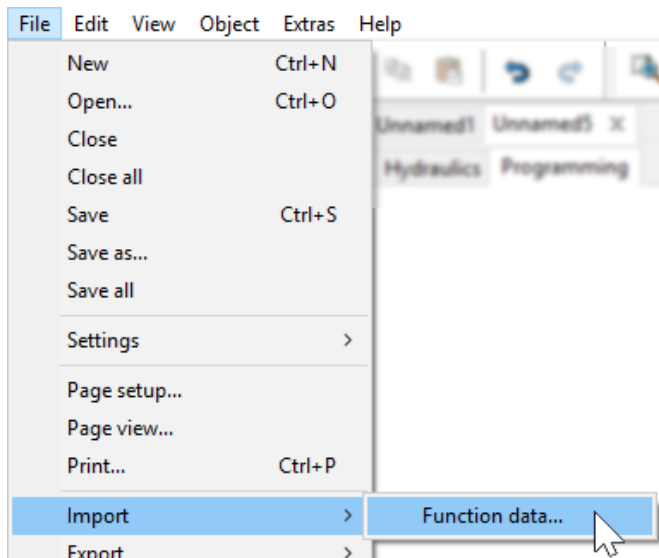 File Edit View Object Extras Help
New Ctrl+N
Open... Ctrl+O
Close
Close all
Save Ctrl+S
Save as...
Save all
Settings >
Page setup...
Page view...
Print... Ctrl+P
Import >
Function data...
Export >
Unnamed1 Unnamed5 X
Hydraulics Programming